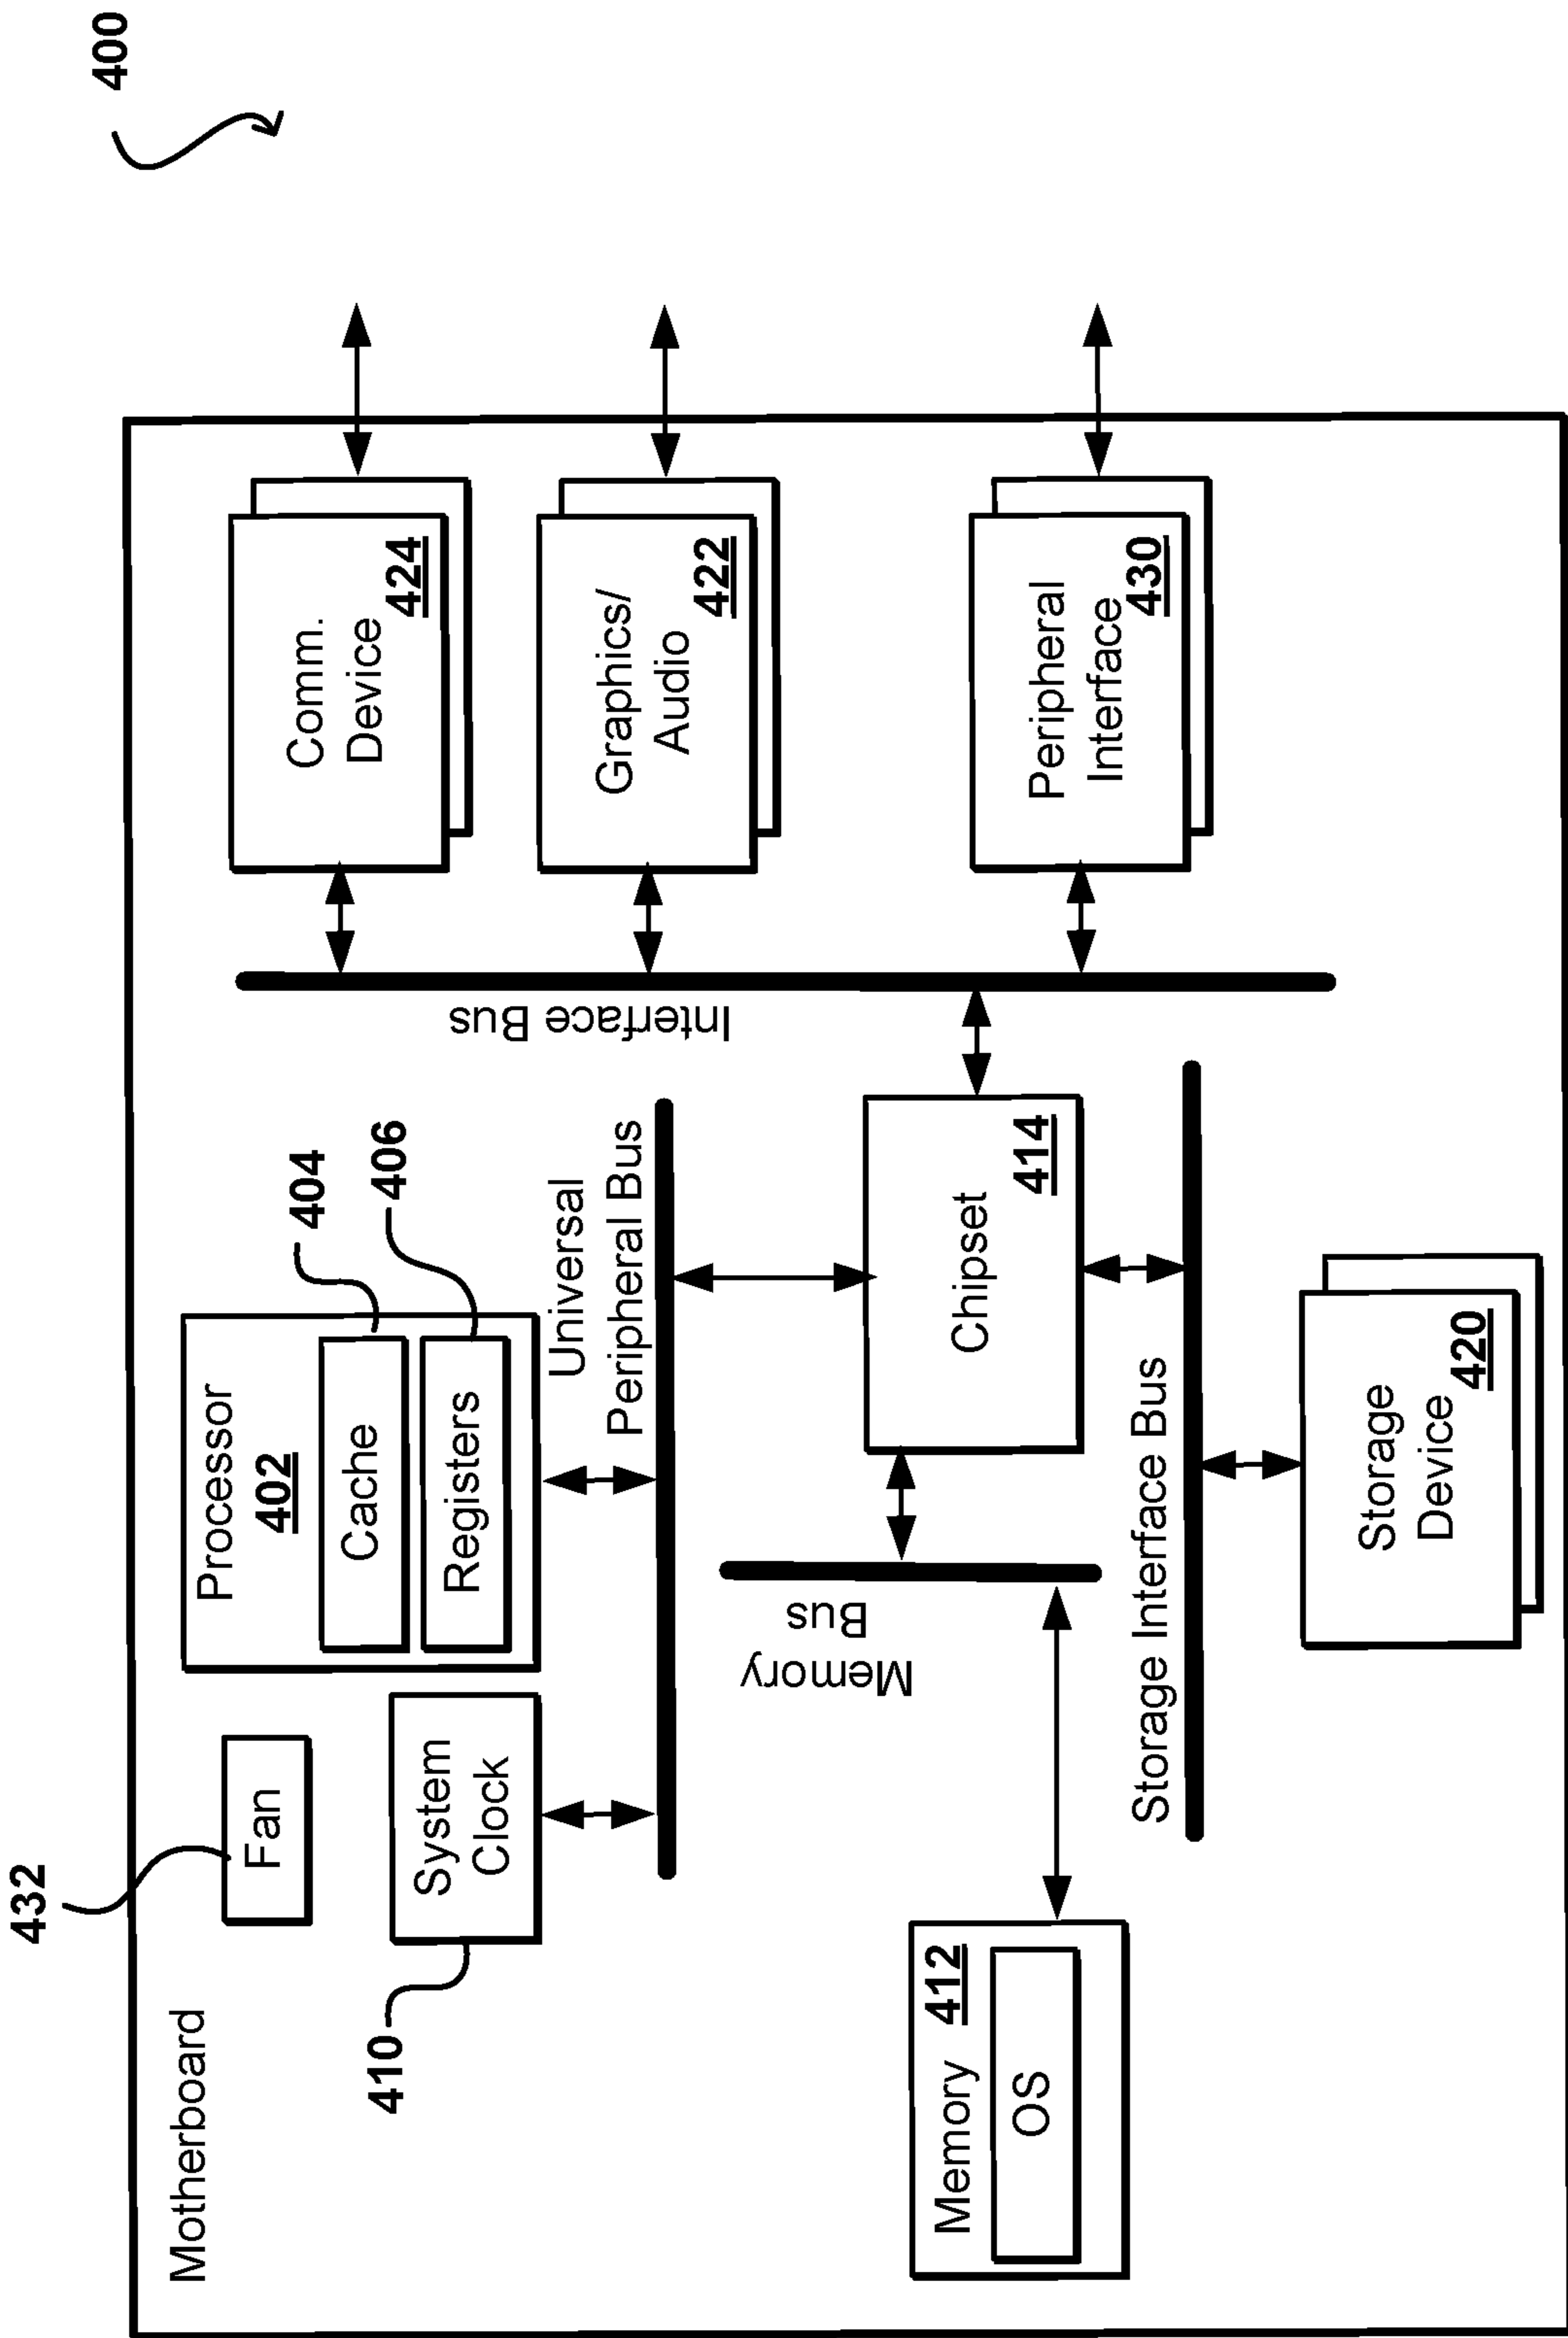 400
432
Motherboard
Fan
410
System
Clock
Processor
402
Cache
Registers
404
406
Universal
Peripheral Bus
Memory 412
OS
Memory
Bus
Chipset
414
Interface Bus
Storage Interface Bus
Storage
Device
420
Comm.
Device
424
Graphics/
Audio
422
Peripheral
Interface
430